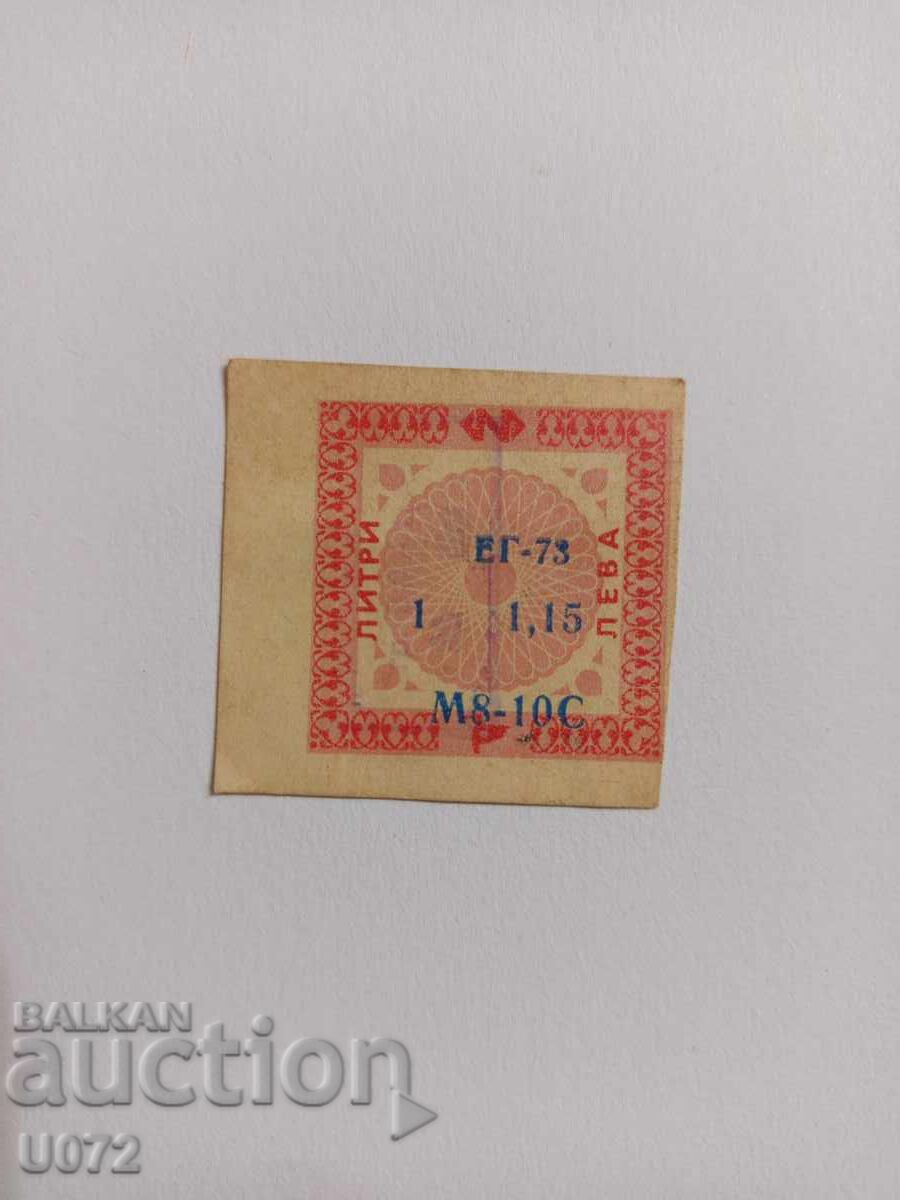 ЛИТРИ
ЛЕВА
ЕГ-73
1 1,15
М8-10С
BALKAN
auction
U072